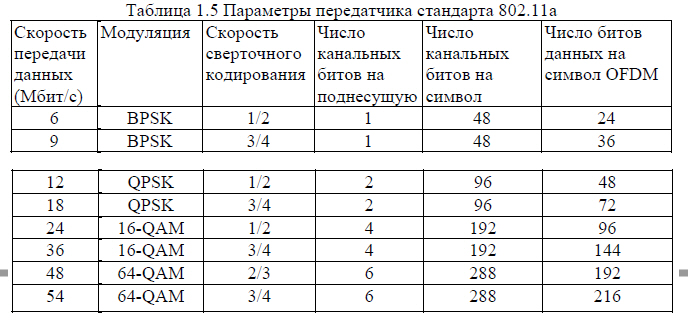 Таблица 1.5 Параметры передатчика стандарта 802.11а
Скорость Модуляция Скорость Число Число Число битов
передачи сверточного канальных канальных данных на
данных кодирования битов на битов на символ OFDM
(Мбит/с) поднесущую символ
6 BPSK 1/2 1 48 24
9 BPSK 3/4 1 48 36
12 QPSK 1/2 2 96 48
18 QPSK 3/4 2 96 72
24 16-QAM 1/2 4 192 96
36 16-QAM 3/4 4 192 144
48 64-QAM 2/3 6 288 192
54 64-QAM 3/4 6 288 216